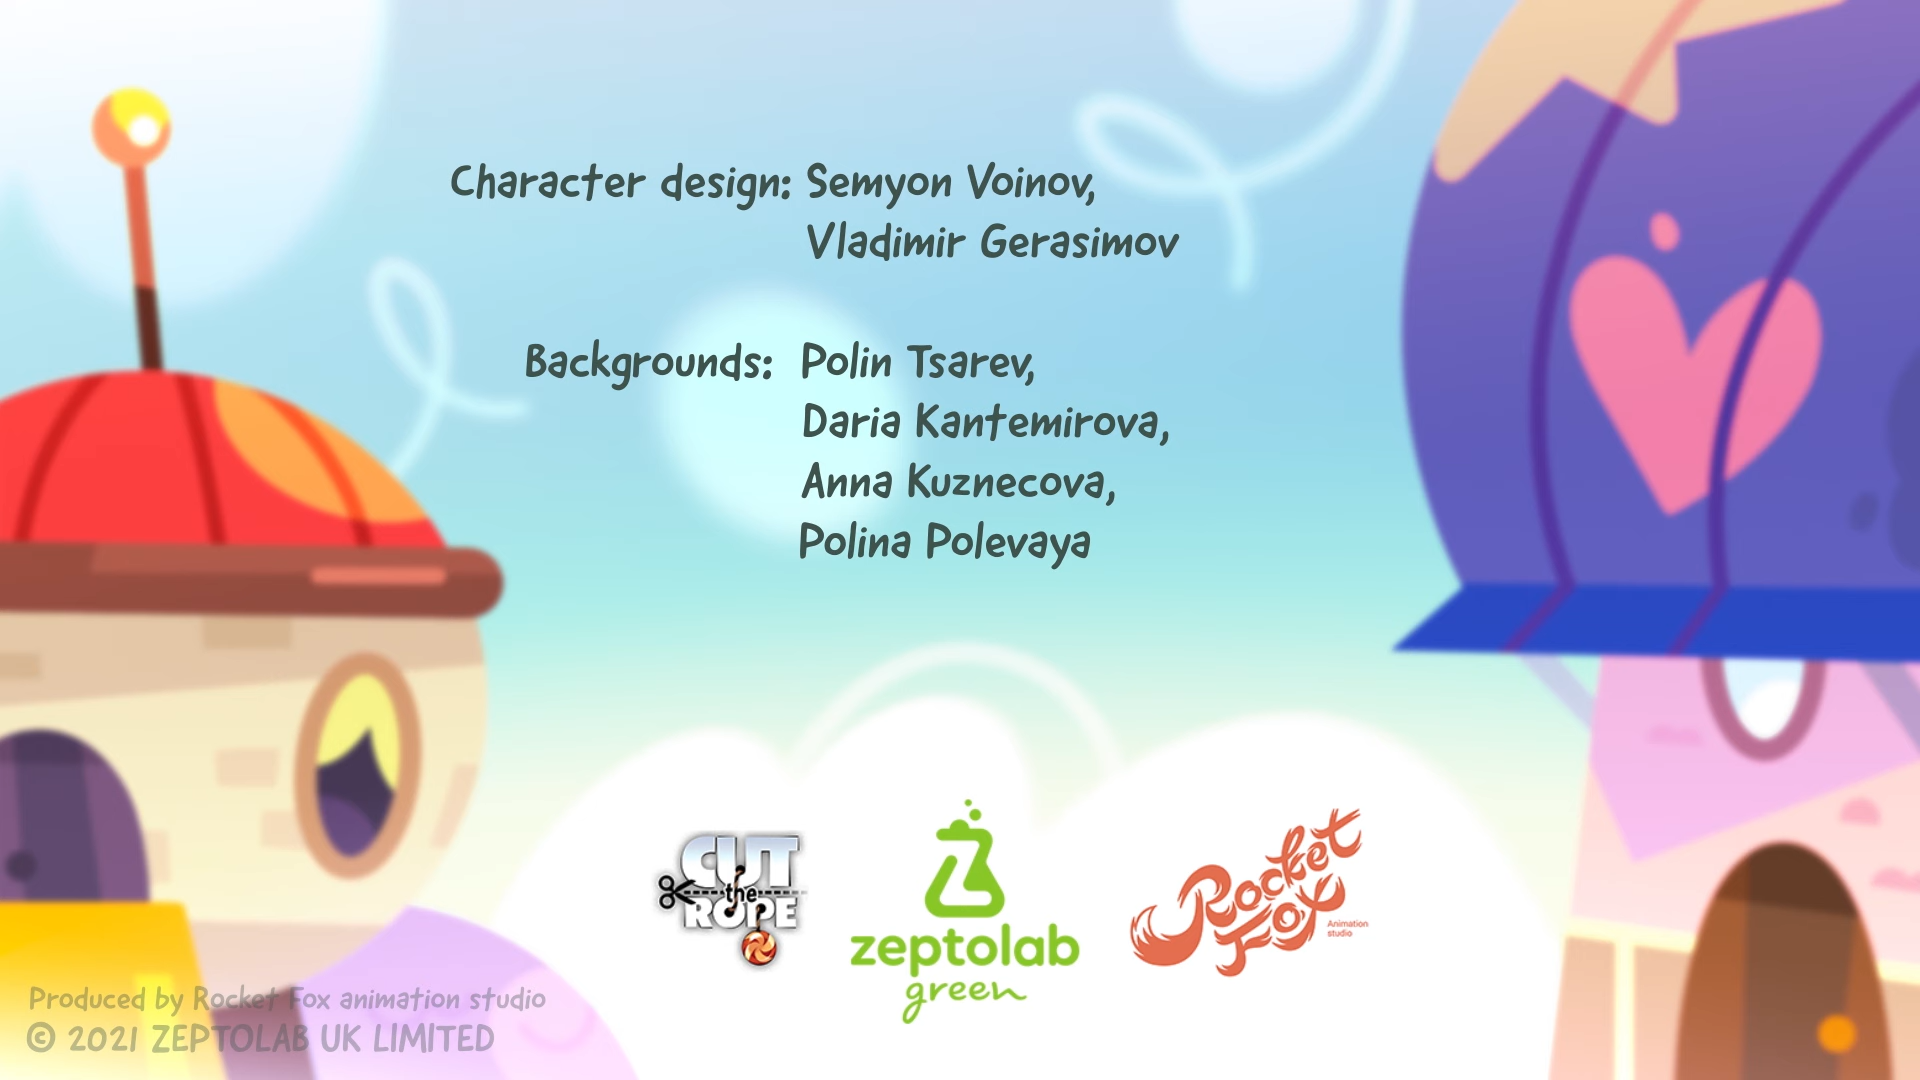 Character design: Semyon Voinov,
Vladimir Gerasimov
Backgrounds: Polin Tsarev,
Daria Kantemirova,
Anna Kuznecova,
Polina Polevaya
CUT
the
ROPE
zeptolab
green
Rocket
Fox
Animation
studio
Produced by Rocket Fox animation studio
© 2021 ZEPTOLAB UK LIMITED